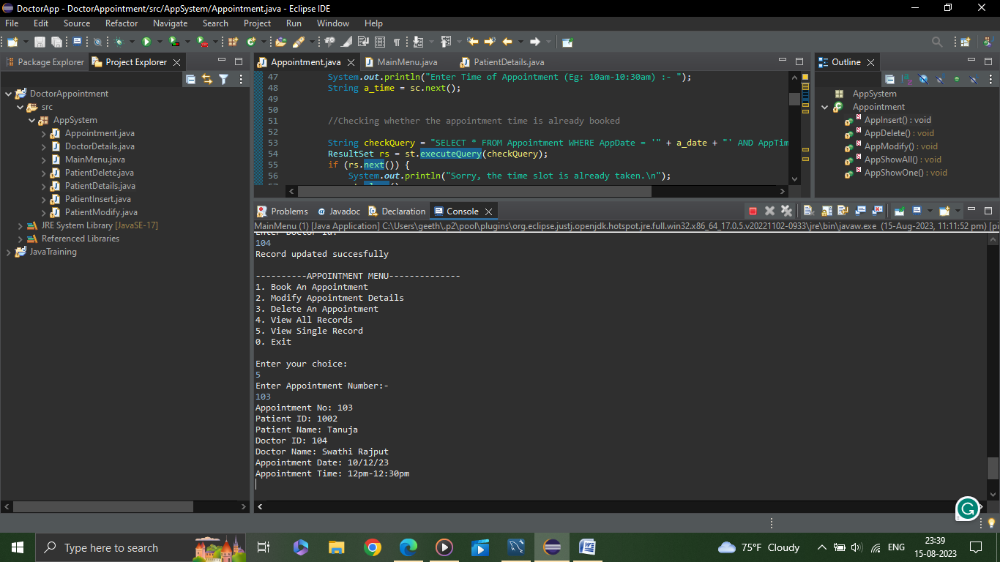 DoctorApp - DoctorAppointment/src/AppSystem/Appointment.java - Eclipse IDE
File Edit Source Refactor Navigate Search Project Run Window Help
Package Explorer Project Explorer
DoctorAppointment
src
AppSystem
Appointment.java
DoctorDetails.java
MainMenu.java
PatientDelete.java
PatientDetails.java
PatientInsert.java
PatientModify.java
JRE System Library [JavaSE-17]
Referenced Libraries
JavaTraining
Appointment.java MainMenu.java PatientDetails.java
47 System.out.println("Enter Time of Appointment (Eg: 10am-10:30am) :- ");
48 String a_time = sc.next();
49
50
51 //Checking whether the appointment time is already booked
52
53 String checkQuery = "SELECT * FROM Appointment WHERE AppDate = '" + a_date + "' AND AppTim
54 ResultSet rs = st.executeQuery(checkQuery);
55 if (rs.next()) {
56 System.out.println("Sorry, the time slot is already taken.\n");
Outline
AppSystem
Appointment
AppInsert() : void
AppDelete() : void
AppModify() : void
AppShowAll() : void
AppShowOne() : void
Problems @ Javadoc Declaration Console
MainMenu (1) [Java Application] C:\Users\geeth\.p2\pool\plugins\org.eclipse.justj.openjdk.hotspot.jre.full.win32.x86_64_17.0.5.v20221102-0933\jre\bin\javaw.exe (15-Aug-2023, 11:11:52 pm) [pi
Enter Doctor Id:
104
Record updated succesfully
----------APPOINTMENT MENU--------------
1. Book An Appointment
2. Modify Appointment Details
3. Delete An Appointment
4. View All Records
5. View Single Record
0. Exit
Enter your choice:
5
Enter Appointment Number:-
103
Appointment No: 103
Patient ID: 1002
Patient Name: Tanuja
Doctor ID: 104
Doctor Name: Swathi Rajput
Appointment Date: 10/12/23
Appointment Time: 12pm-12:30pm
Type here to search
75°F Cloudy
ENG
23:39
15-08-2023